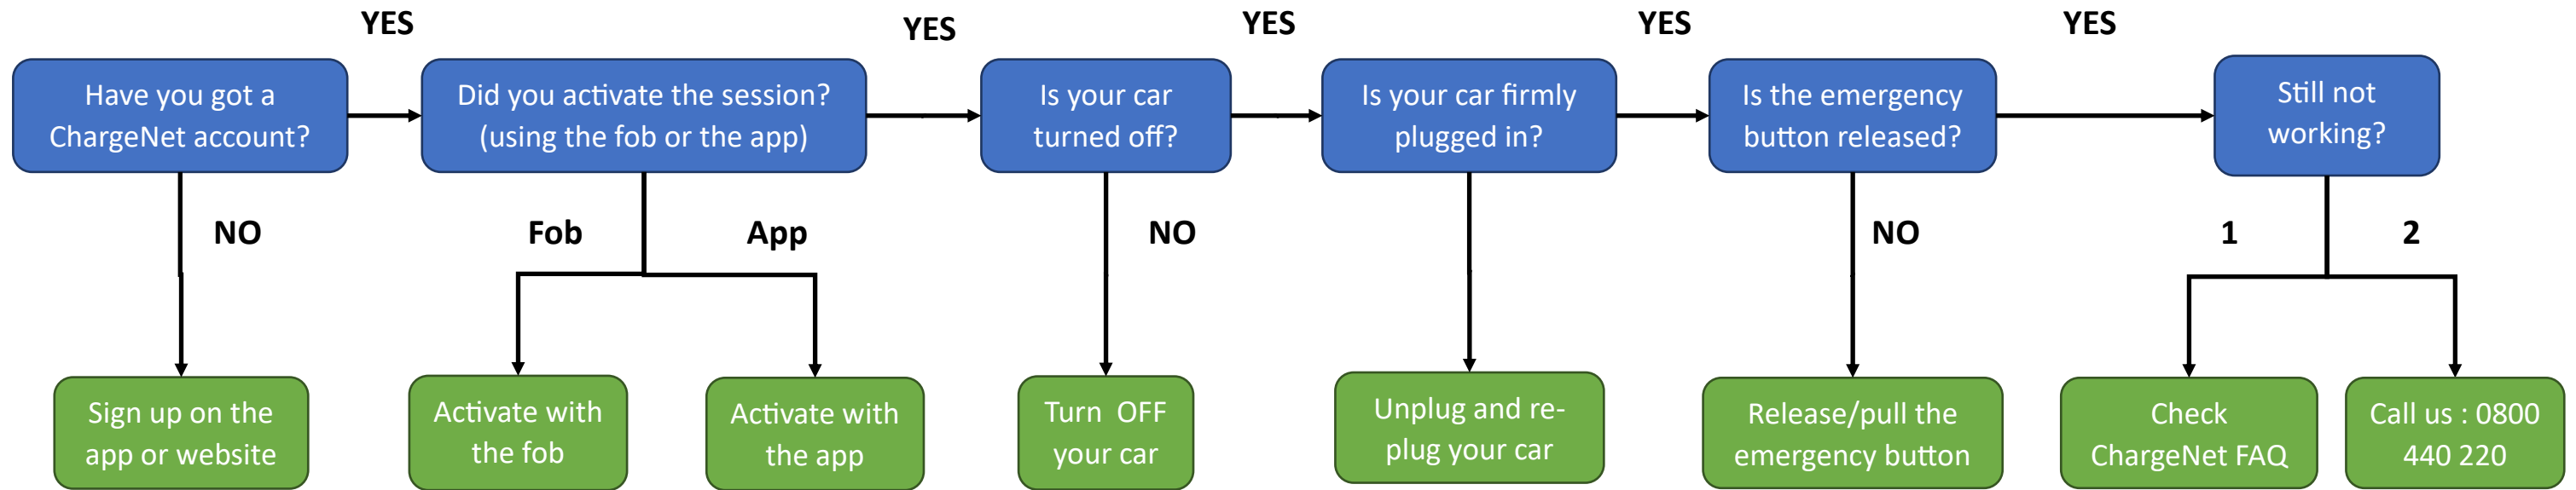 YES
YES
YES
YES
YES
Have you got a
ChargeNet account?
Did you activate the session?
(using the fob or the app)
Is your car
turned off?
Is your car firmly
plugged in?
Is the emergency
button released?
Still not
working?
NO
Fob
App
NO
NO
1
2
Sign up on the
app or website
Activate with
the fob
Activate with
the app
Turn OFF
your car
Unplug and re-
plug your car
Release/pull the
emergency button
Check
ChargeNet FAQ
Call us : 0800
440 220